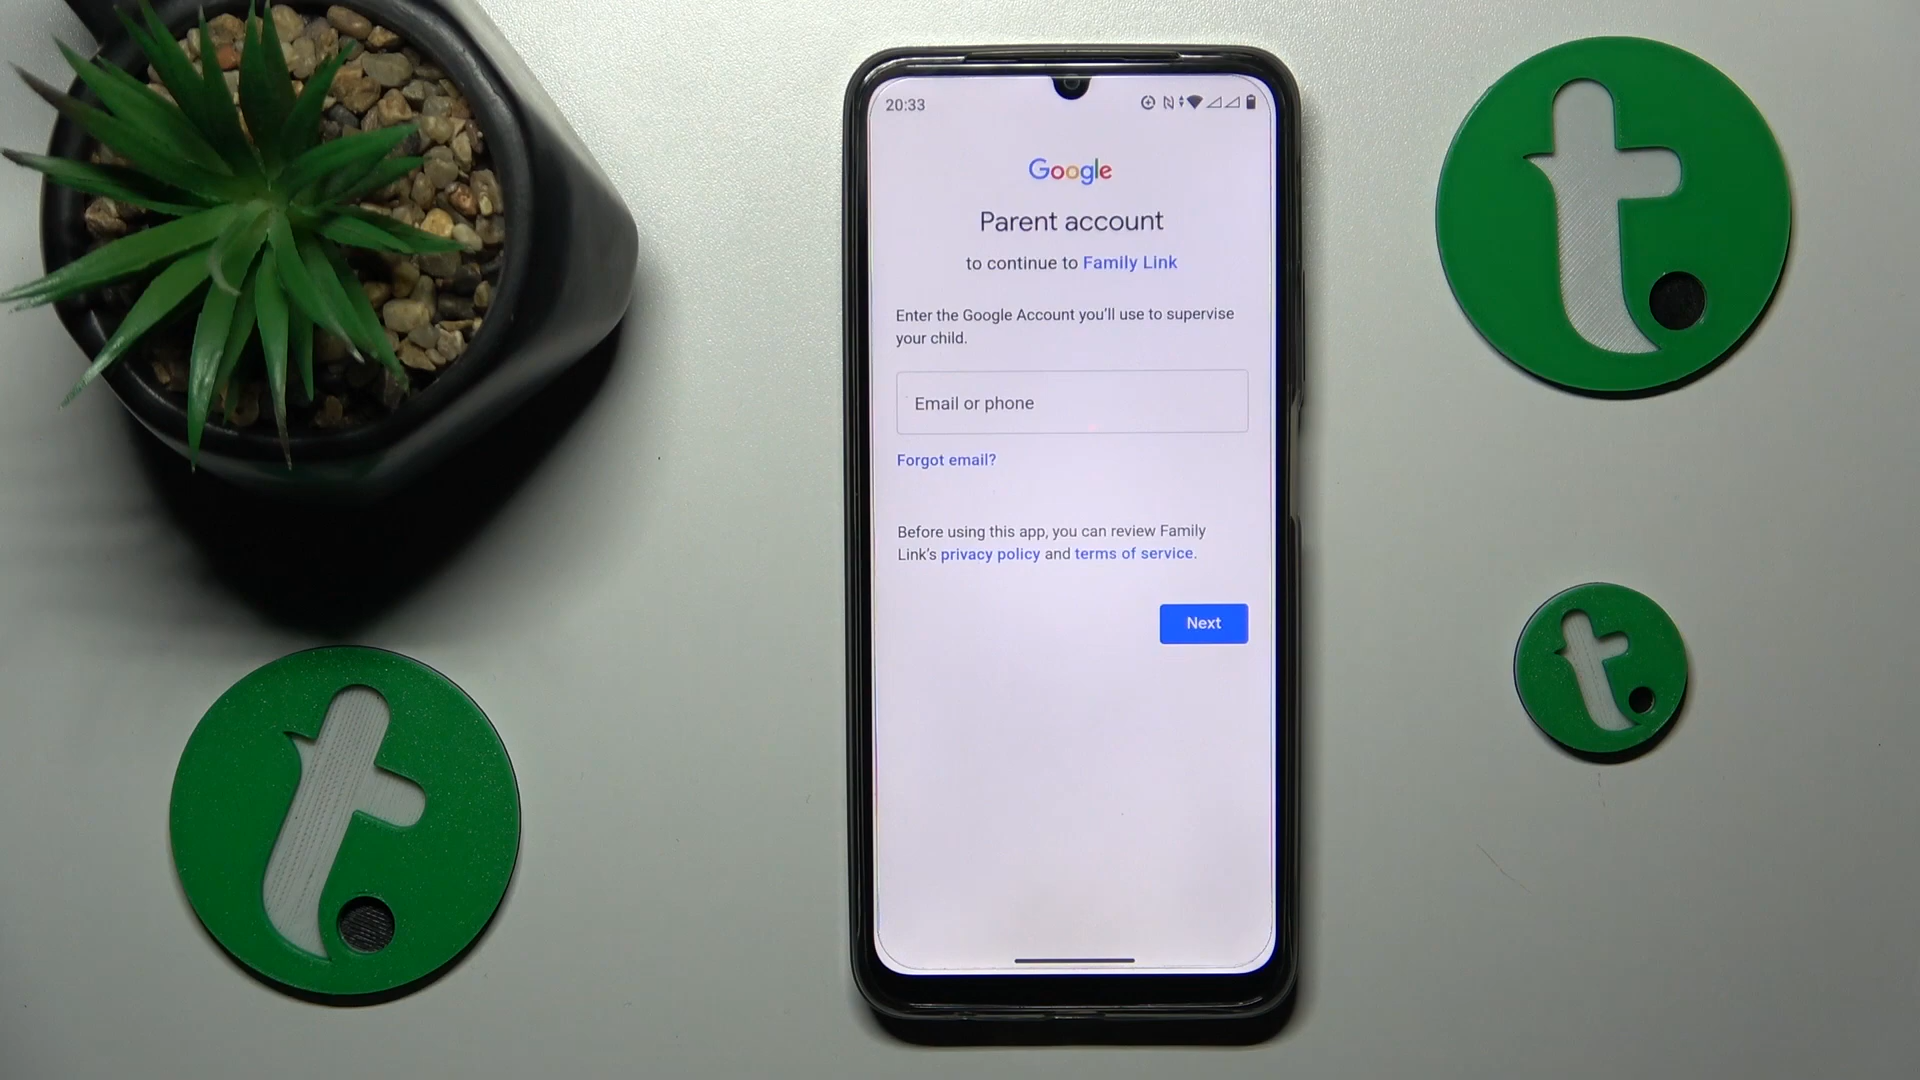 20:33
Google
Parent account
to continue to Family Link
Enter the Google Account you'll use to supervise
your child.
Email or phone
Forgot email?
Before using this app, you can review Family
Link's privacy policy and terms of service.
Next
t
t
t